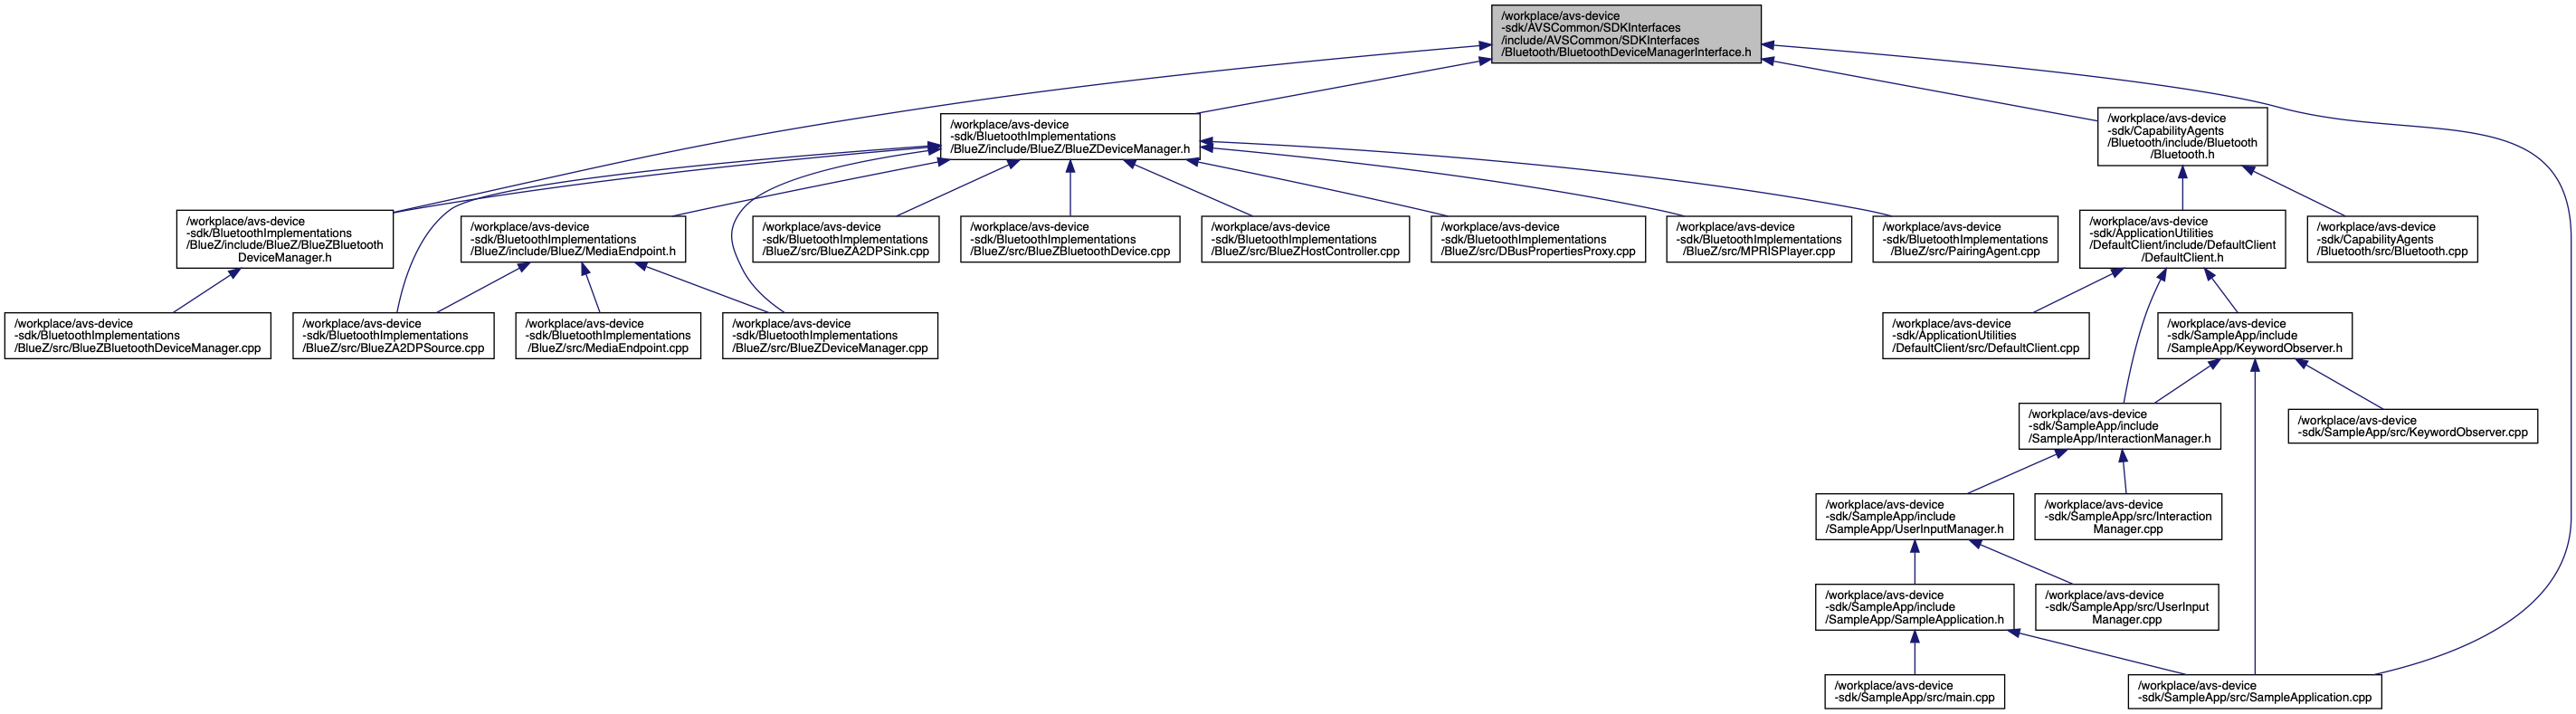 /workplace/avs-device
-sdk/AVSCommon/SDKInterfaces
/include/AVSCommon/SDKInterfaces
/Bluetooth/BluetoothDeviceManagerInterface.h
/workplace/avs-device
-sdk/BluetoothImplementations
/BlueZ/include/BlueZ/BlueZDeviceManager.h
/workplace/avs-device
-sdk/CapabilityAgents
/Bluetooth/include/Bluetooth
/Bluetooth.h
/workplace/avs-device
-sdk/BluetoothImplementations
/BlueZ/include/BlueZ/BlueZBluetooth
DeviceManager.h
/workplace/avs-device
-sdk/BluetoothImplementations
/BlueZ/include/BlueZ/MediaEndpoint.h
/workplace/avs-device
-sdk/BluetoothImplementations
/BlueZ/src/BlueZA2DPSink.cpp
/workplace/avs-device
-sdk/BluetoothImplementations
/BlueZ/src/BlueZBluetoothDevice.cpp
/workplace/avs-device
-sdk/BluetoothImplementations
/BlueZ/src/BlueZHostController.cpp
/workplace/avs-device
-sdk/BluetoothImplementations
/BlueZ/src/DBusPropertiesProxy.cpp
/workplace/avs-device
-sdk/BluetoothImplementations
/BlueZ/src/MPRISPlayer.cpp
/workplace/avs-device
-sdk/BluetoothImplementations
/BlueZ/src/PairingAgent.cpp
/workplace/avs-device
-sdk/ApplicationUtilities
/DefaultClient/include/DefaultClient
/DefaultClient.h
/workplace/avs-device
-sdk/CapabilityAgents
/Bluetooth/src/Bluetooth.cpp
/workplace/avs-device
-sdk/BluetoothImplementations
/BlueZ/src/BlueZBluetoothDeviceManager.cpp
/workplace/avs-device
-sdk/BluetoothImplementations
/BlueZ/src/BlueZA2DPSource.cpp
/workplace/avs-device
-sdk/BluetoothImplementations
/BlueZ/src/MediaEndpoint.cpp
/workplace/avs-device
-sdk/BluetoothImplementations
/BlueZ/src/BlueZDeviceManager.cpp
/workplace/avs-device
-sdk/ApplicationUtilities
/DefaultClient/src/DefaultClient.cpp
/workplace/avs-device
-sdk/SampleApp/include
/SampleApp/KeywordObserver.h
/workplace/avs-device
-sdk/SampleApp/include
/SampleApp/InteractionManager.h
/workplace/avs-device
-sdk/SampleApp/src/KeywordObserver.cpp
/workplace/avs-device
-sdk/SampleApp/include
/SampleApp/UserInputManager.h
/workplace/avs-device
-sdk/SampleApp/src/Interaction
Manager.cpp
/workplace/avs-device
-sdk/SampleApp/include
/SampleApp/SampleApplication.h
/workplace/avs-device
-sdk/SampleApp/src/UserInput
Manager.cpp
/workplace/avs-device
-sdk/SampleApp/src/main.cpp
/workplace/avs-device
-sdk/SampleApp/src/SampleApplication.cpp